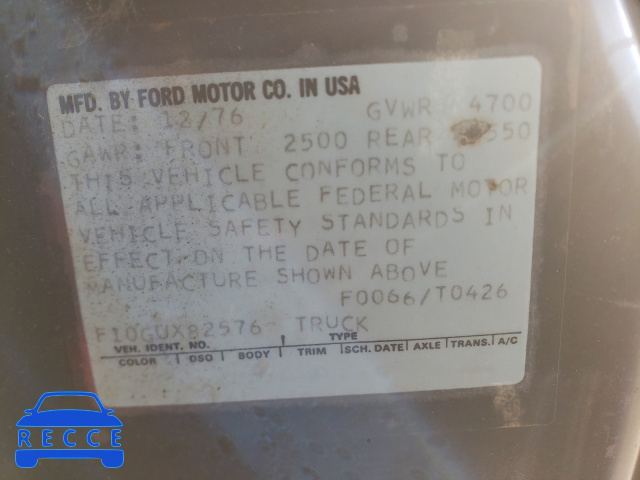 MFD. BY FORD MOTOR CO. IN USA
DATE: 12/76 GVWR 4700
GAWR: FRONT 2500 REAR 550
THIS VEHICLE CONFORMS TO
ALL APPLICABLE FEDERAL MOTOR
VEHICLE SAFETY STANDARDS IN
EFFECT ON THE DATE OF
MANUFACTURE SHOWN ABOVE
F0066/T0426
F10GUX82576 TRUCK
VEH. IDENT. NO. TYPE
COLOR DSO BODY TRIM SCH. DATE AXLE TRANS. A/C
RECCE